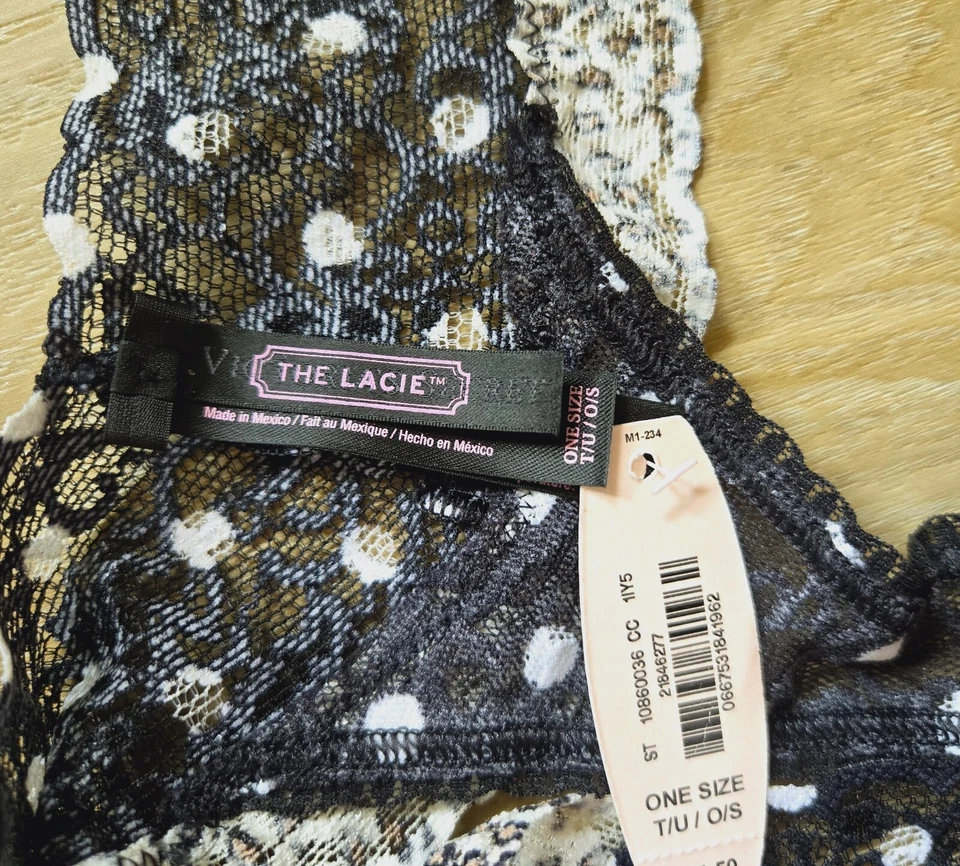 THE LACIE™
Made in Mexico / Fait au Mexique / Hecho en México
ONE SIZE
T/U / O/S
M1-234
ST 10860036 CC 1IY5
21846277
0667531841962
ONE SIZE
T/U / O/S